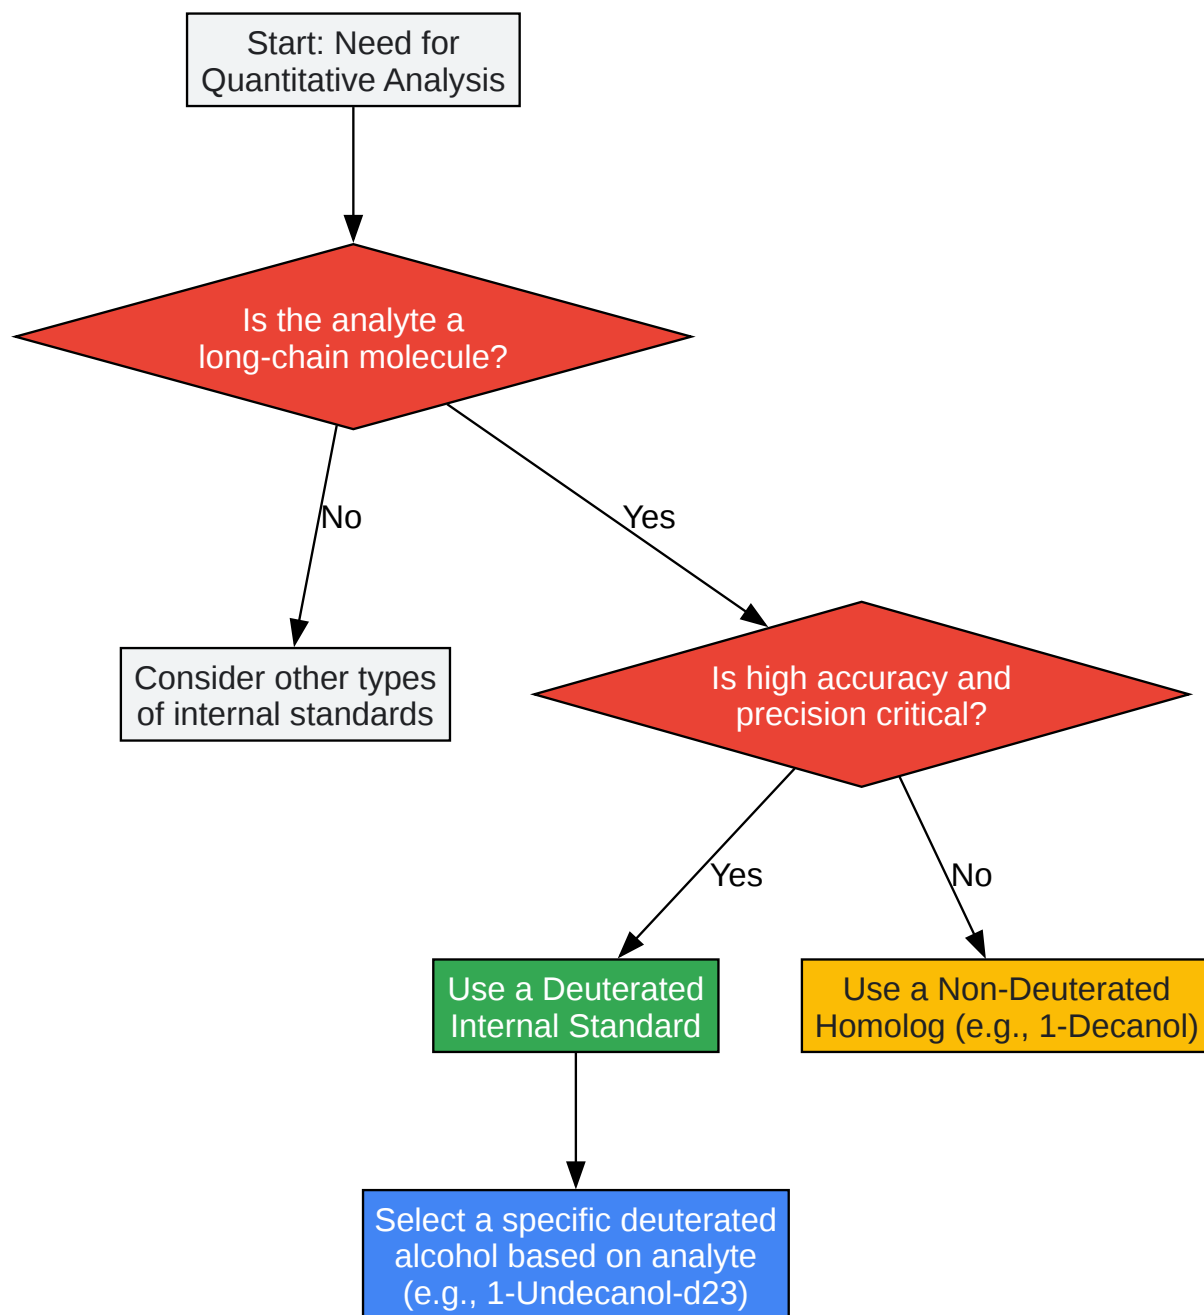 Start: Need for
Quantitative Analysis
Is the analyte a
long-chain molecule?
No
Yes
Consider other types
of internal standards
Is high accuracy and
precision critical?
Yes
No
Use a Deuterated
Internal Standard
Use a Non-Deuterated
Homolog (e.g., 1-Decanol)
Select a specific deuterated
alcohol based on analyte
(e.g., 1-Undecanol-d23)